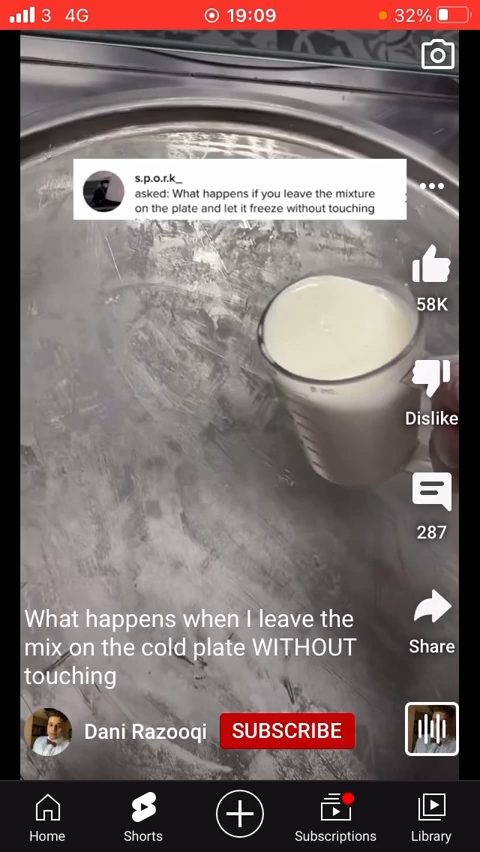 3 4G
19:09
32%
s.p.o.r.k_
asked: What happens if you leave the mixture
on the plate and let it freeze without touching
58K
Dislike
287
What happens when I leave the
mix on the cold plate WITHOUT
touching
Share
Dani Razooqi
SUBSCRIBE
Home
Shorts
Subscriptions
Library